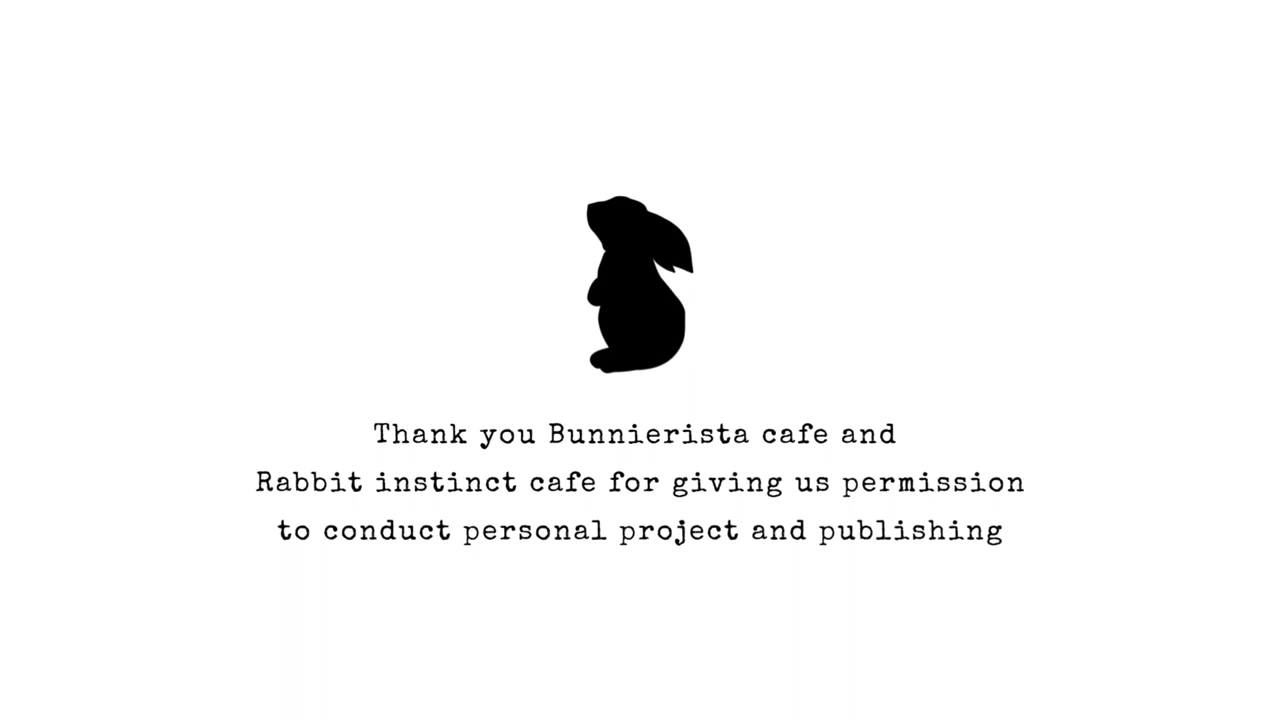 Thank you Bunnierista cafe and
Rabbit instinct cafe for giving us permission
to conduct personal project and publishing